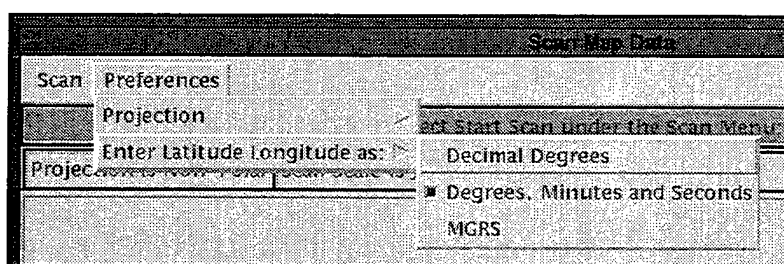 Scan Map Data
Scan Preferences
Projection
ect Start Scan under the Scan Menu
Enter Latitude Longitude as:
Projec
Decimal Degrees
Degrees, Minutes and Seconds
MGRS